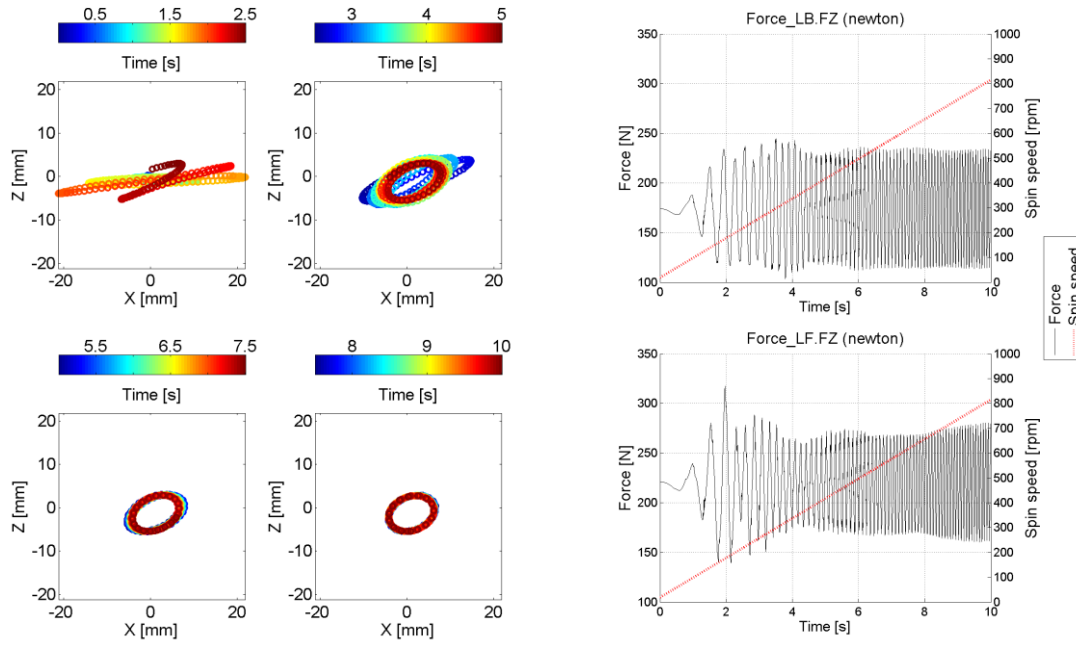 0.5 1.5 2.5
Time [s]
20
10
0
-10
-20
Z [mm]
-20 0 20
X [mm]
3 4 5
Time [s]
20
10
0
-10
-20
Z [mm]
-20 0 20
X [mm]
Force_LB.FZ (newton)
350
300
250
200
150
100
Force [N]
1000
900
800
700
600
500
400
300
200
100
0
Spin speed [rpm]
0 2 4 6 8 10
Time [s]
5.5 6.5 7.5
Time [s]
20
10
0
-10
-20
Z [mm]
-20 0 20
X [mm]
8 9 10
Time [s]
20
10
0
-10
-20
Z [mm]
-20 0 20
X [mm]
Force_LF.FZ (newton)
350
300
250
200
150
100
Force [N]
1000
900
800
700
600
500
400
300
200
100
0
Spin speed [rpm]
0 2 4 6 8 10
Time [s]
Force
Spin speed